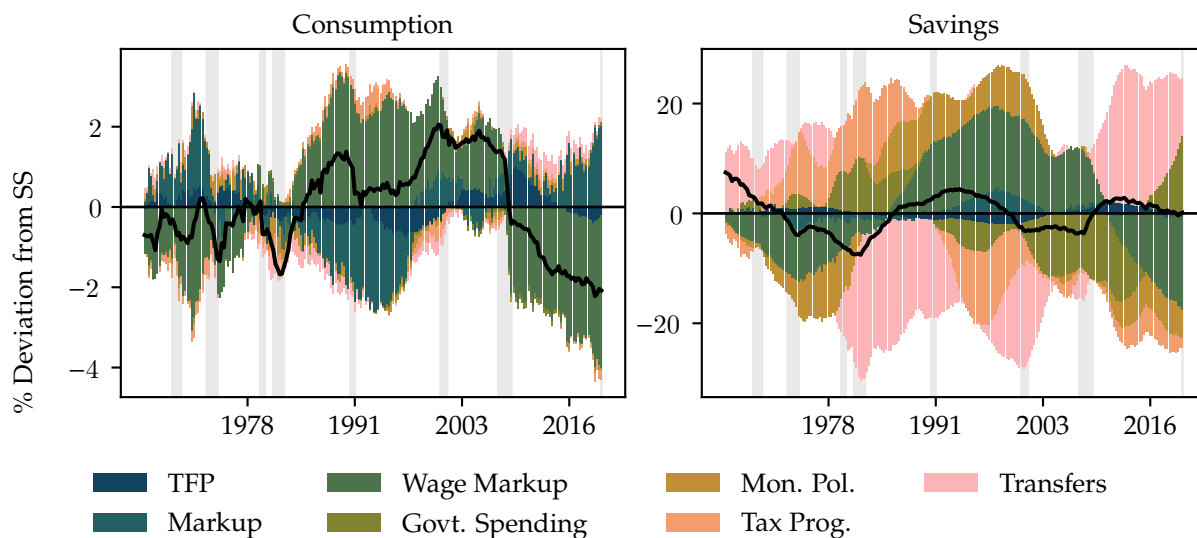 Consumption
Savings
% Deviation from SS
2
0
−2
−4
1978 1991 2003 2016
20
0
−20
1978 1991 2003 2016
TFP Wage Markup Mon. Pol. Transfers
Markup Govt. Spending Tax Prog.